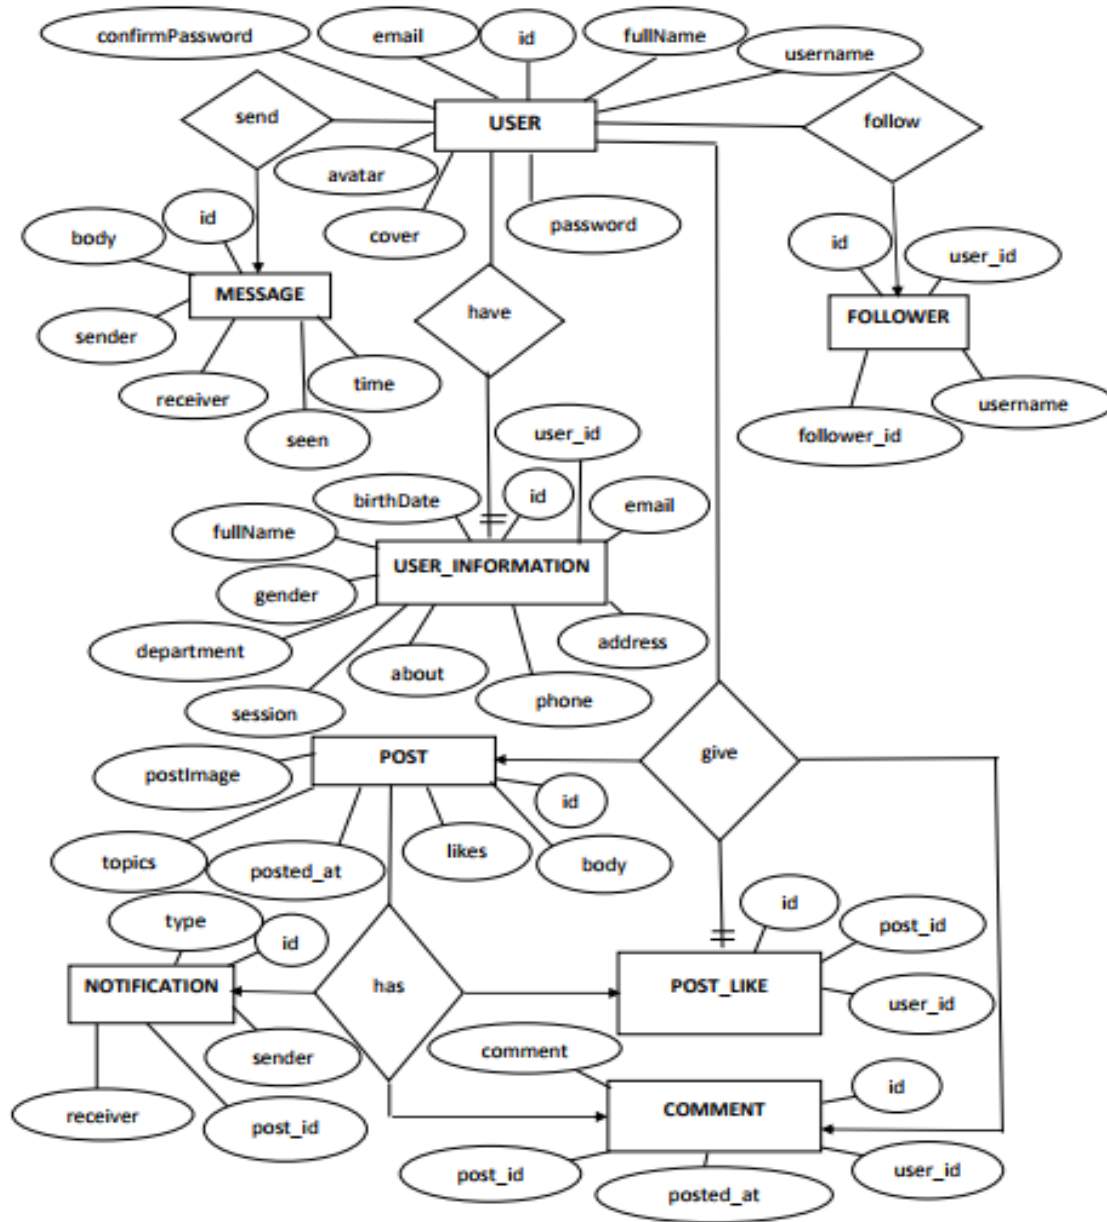 confirmPassword
email
id
fullName
username
send
USER
follow
avatar
id
body
cover
password
id
user_id
MESSAGE
have
FOLLOWER
sender
time
receiver
username
seen
user_id
follower_id
birthDate
id
email
fullName
USER_INFORMATION
gender
department
address
about
phone
session
POST
give
postImage
id
topics
posted_at
likes
body
type
id
id
post_id
NOTIFICATION
has
POST_LIKE
user_id
sender
comment
id
receiver
post_id
COMMENT
post_id
posted_at
user_id